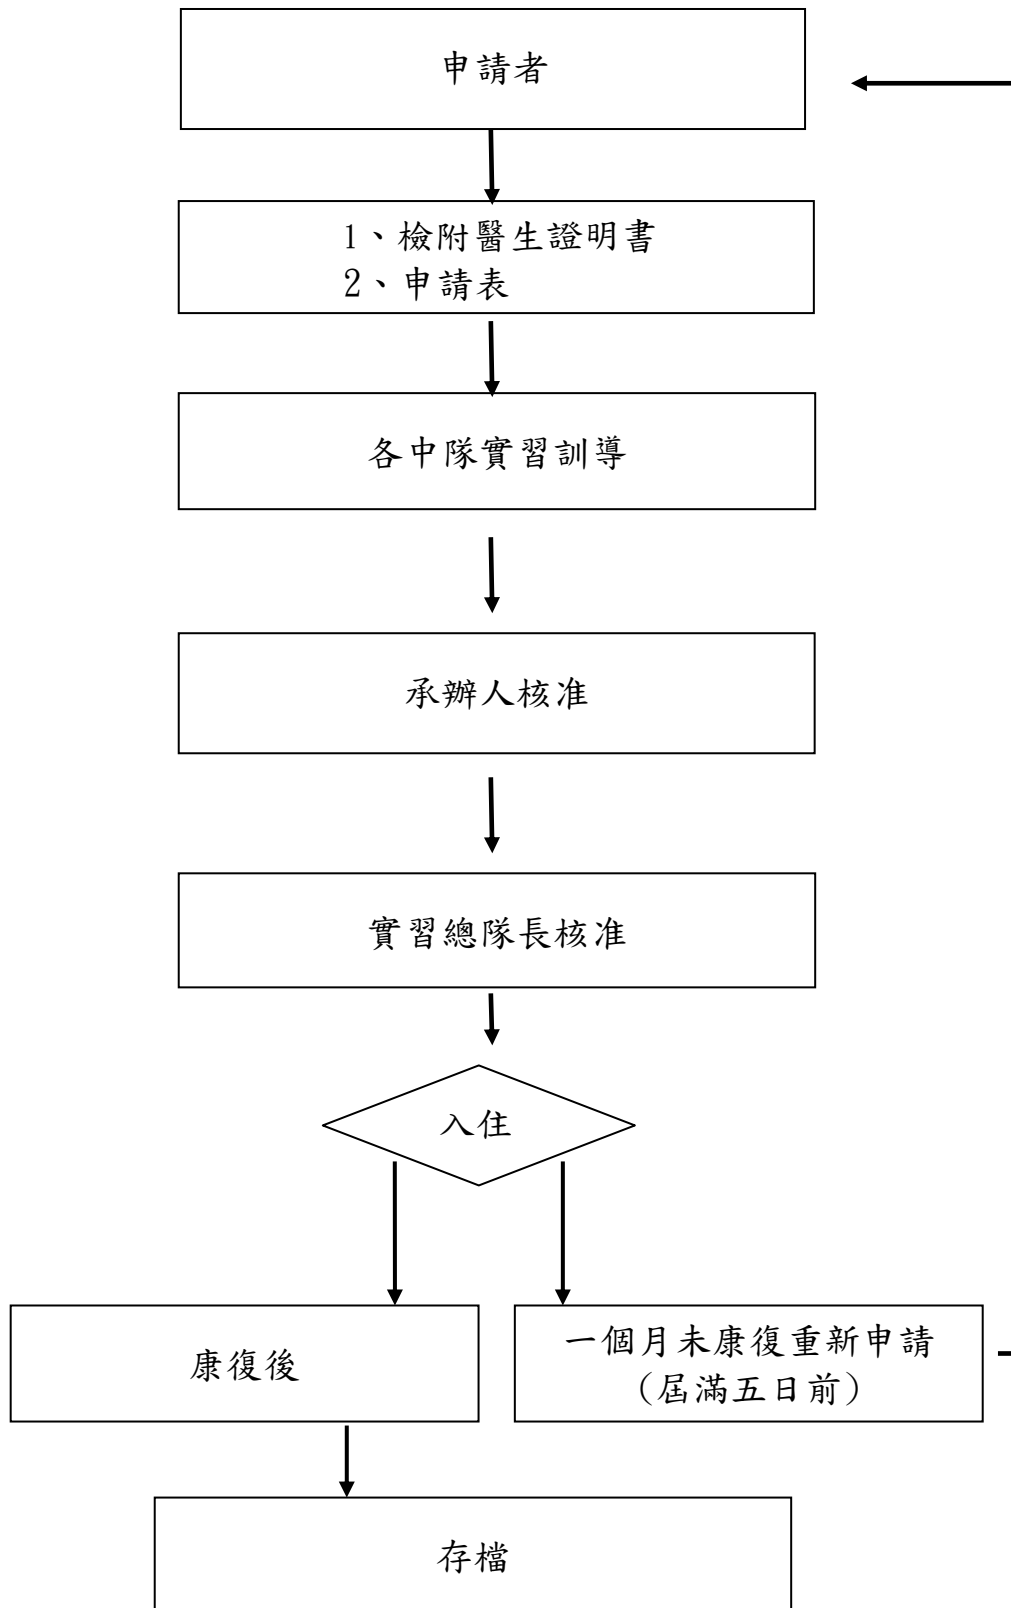 申請者
1、檢附醫生證明書
2、申請表
各中隊實習訓導
承辦人核准
實習總隊長核准
入住
康復後
一個月未康復重新申請
(屆滿五日前)
存檔